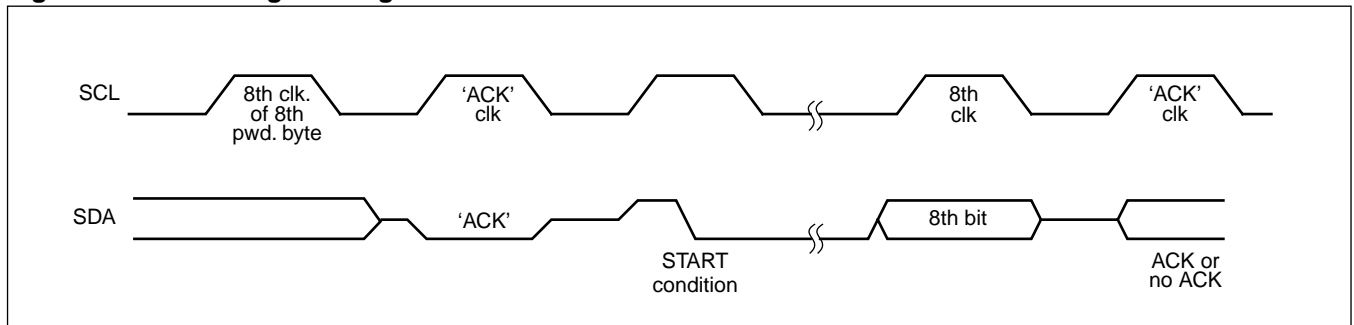 SCL
8th clk.
of 8th
pwd. byte
'ACK'
clk
8th
clk
'ACK'
clk
SDA
'ACK'
START
condition
8th bit
ACK or
no ACK